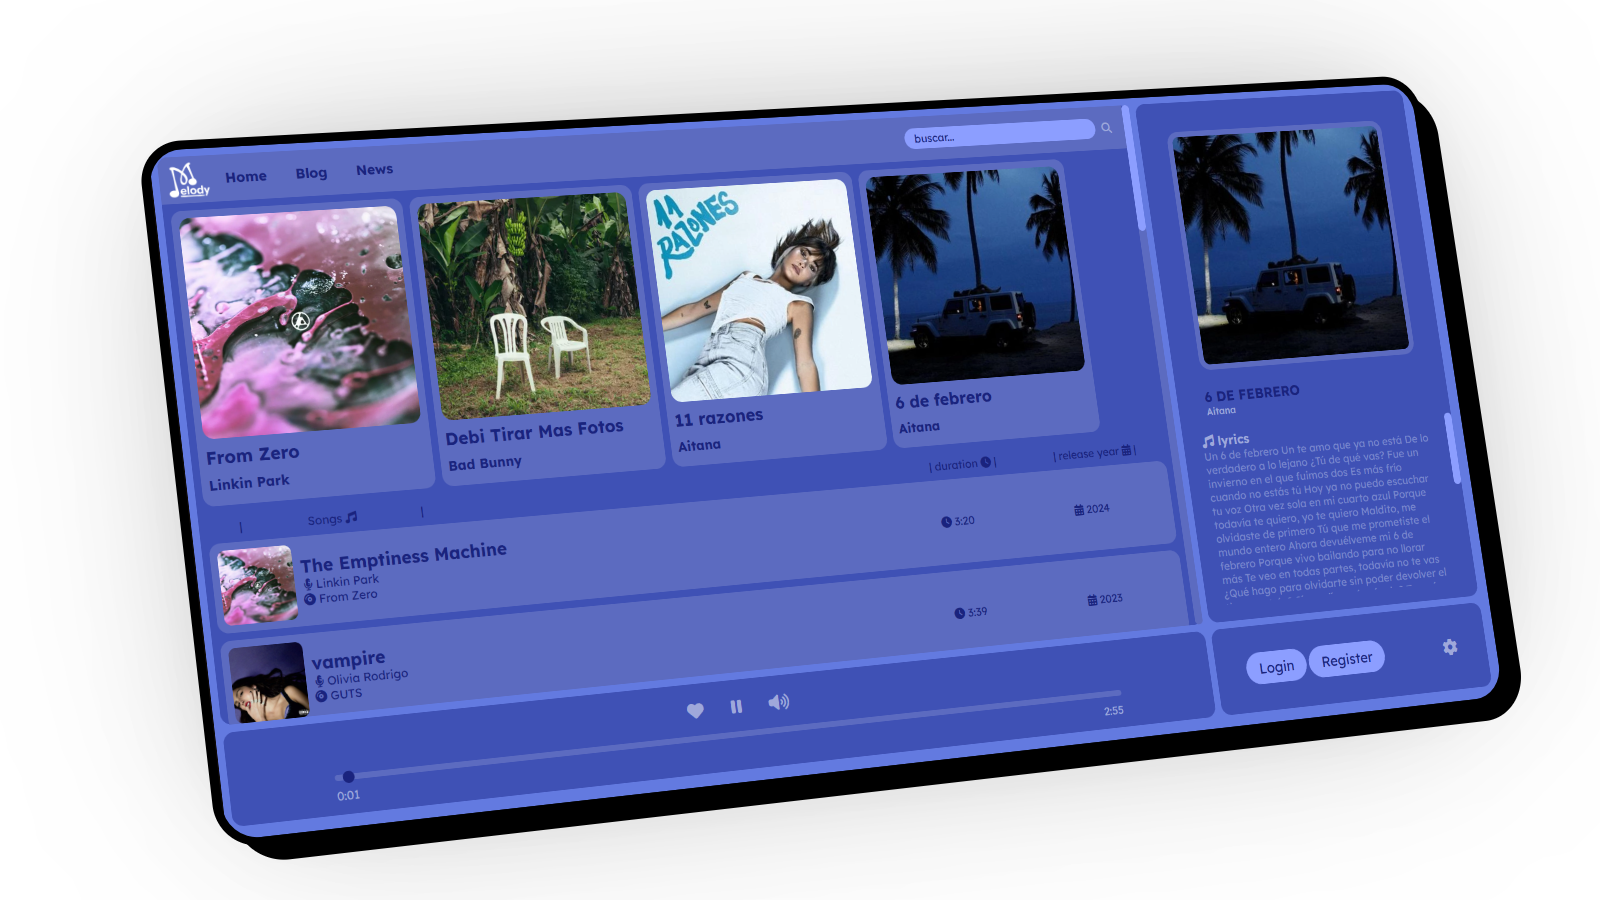 elody
Home
Blog
News
buscar...
11
RAZONES
From Zero
Linkin Park
Debi Tirar Mas Fotos
Bad Bunny
11 razones
Aitana
6 de febrero
Aitana
| Songs |
| duration |
| release year |
The Emptiness Machine
Linkin Park
From Zero
3:20
2024
vampire
Olivia Rodrigo
GUTS
3:39
2023
0:01
2:55
6 DE FEBRERO
Aitana
lyrics
Un 6 de febrero Un te amo que ya no está De lo
verdadero a lo lejano ¿Tú de qué vas? Fue un
invierno en el que fuimos dos Es más frío
cuando no estás tú Hoy ya no puedo escuchar
tu voz Otra vez sola en mi cuarto azul Porque
todavía te quiero, yo te quiero Maldito, me
olvidaste de primero Tú que me prometiste el
mundo entero Ahora devuélveme mi 6 de
febrero Porque vivo bailando para no llorar
más Te veo en todas partes, todavía no te vas
¿Qué hago para olvidarte sin poder devolver el
Login
Register